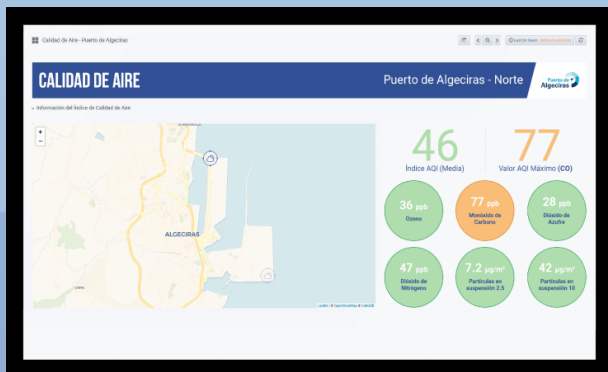 Calidad de Aire - Puerto de Algeciras
CALIDAD DE AIRE
Puerto de Algeciras - Norte
Puerto de
Algeciras
Información del Índice de Calidad de Aire
+
-
ALGECIRAS
46
Índice AQI (Media)
77
Valor AQI Máximo (CO)
36 ppb
Ozono
77 ppb
Monóxido de
Carbono
28 ppb
Dióxido de
Azufre
47 ppb
Dióxido de
Nitrógeno
7.2 µg/m³
Partículas en
suspensión 2.5
42 µg/m³
Partículas en
suspensión 10